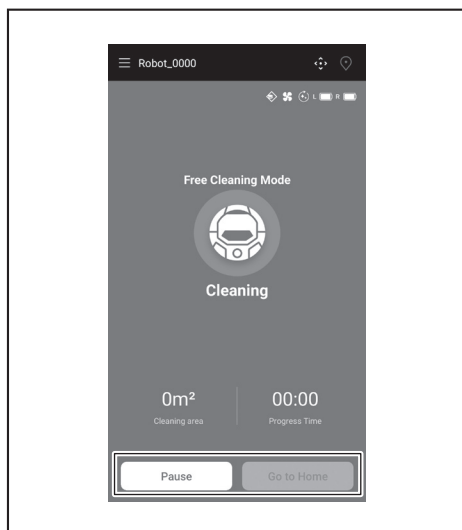 Robot_0000
L R
Free Cleaning Mode
Cleaning
0m² 00:00
Cleaning area Progress Time
Pause Go to Home